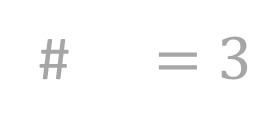 # = 3